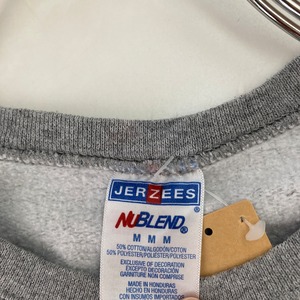 JERZEES®
NUBLEND®
M M M
50% COTTON/ALGODÓN/COTON
50% POLYESTER/POLIESTER/POLYESTER
EXCLUSIVE OF DECORATION
EXCEPTO DECORACIÓN
GARNITURE NON COMPRISE
MADE IN HONDURAS
HECHO EN HONDURAS